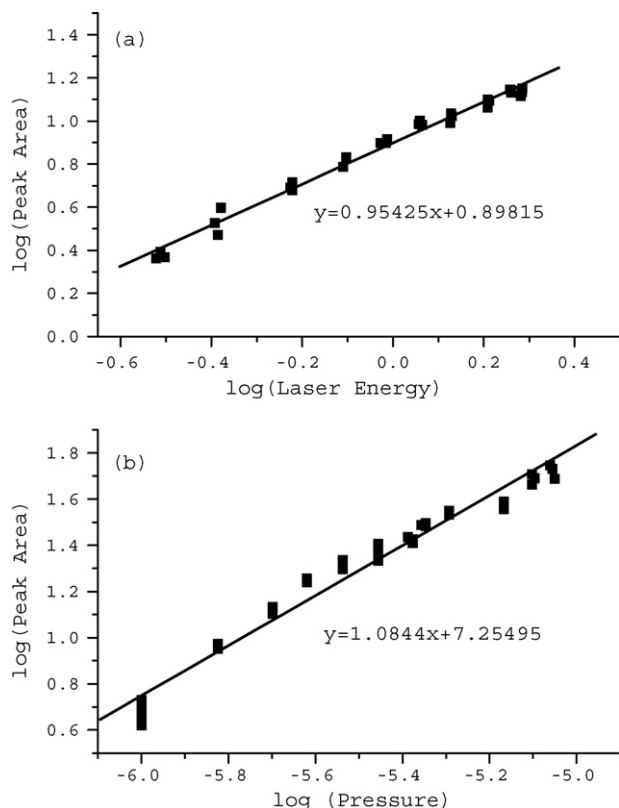 (a)
log(Peak Area)
1.4
1.2
1.0
0.8
0.6
0.4
0.2
0.0
y=0.95425x+0.89815
-0.6 -0.4 -0.2 0.0 0.2 0.4
log(Laser Energy)
(b)
log(Peak Area)
1.8
1.6
1.4
1.2
1.0
0.8
0.6
y=1.0844x+7.25495
-6.0 -5.8 -5.6 -5.4 -5.2 -5.0
log (Pressure)